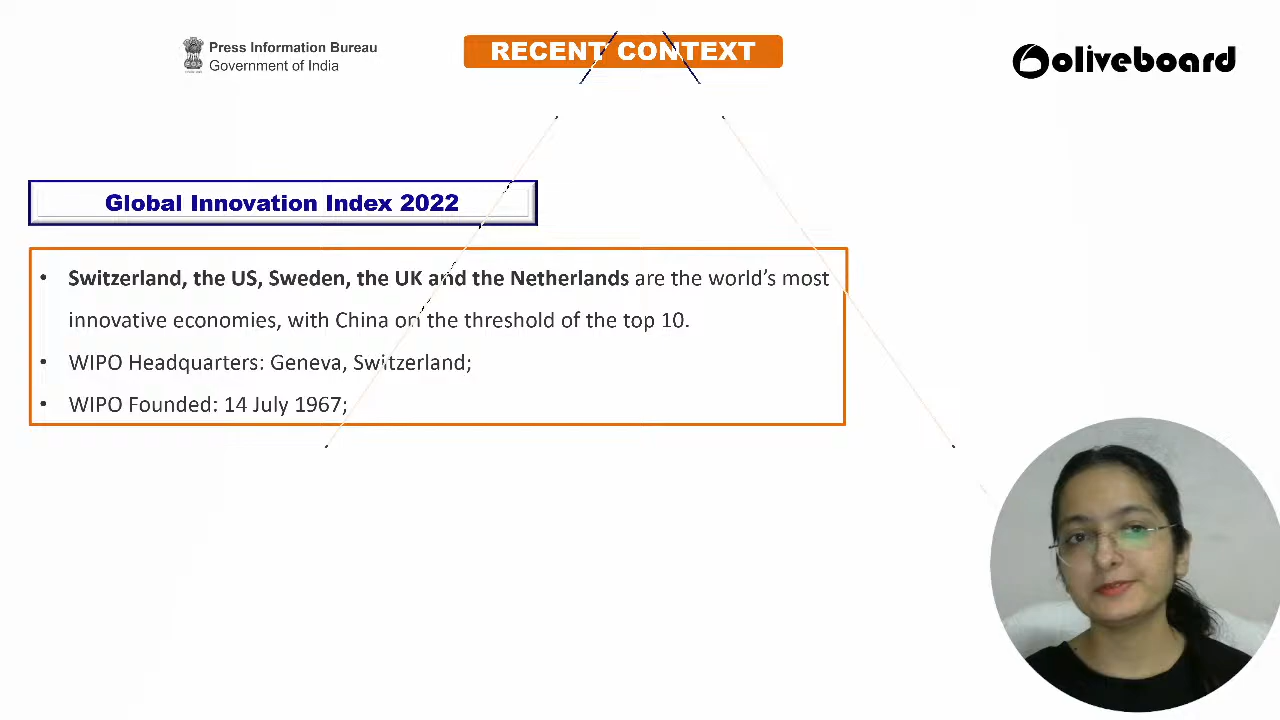 Press Information Bureau
Government of India
RECENT CONTEXT
oliveboard
Global Innovation Index 2022
• Switzerland, the US, Sweden, the UK and the Netherlands are the world's most
innovative economies, with China on the threshold of the top 10.
• WIPO Headquarters: Geneva, Switzerland;
• WIPO Founded: 14 July 1967;